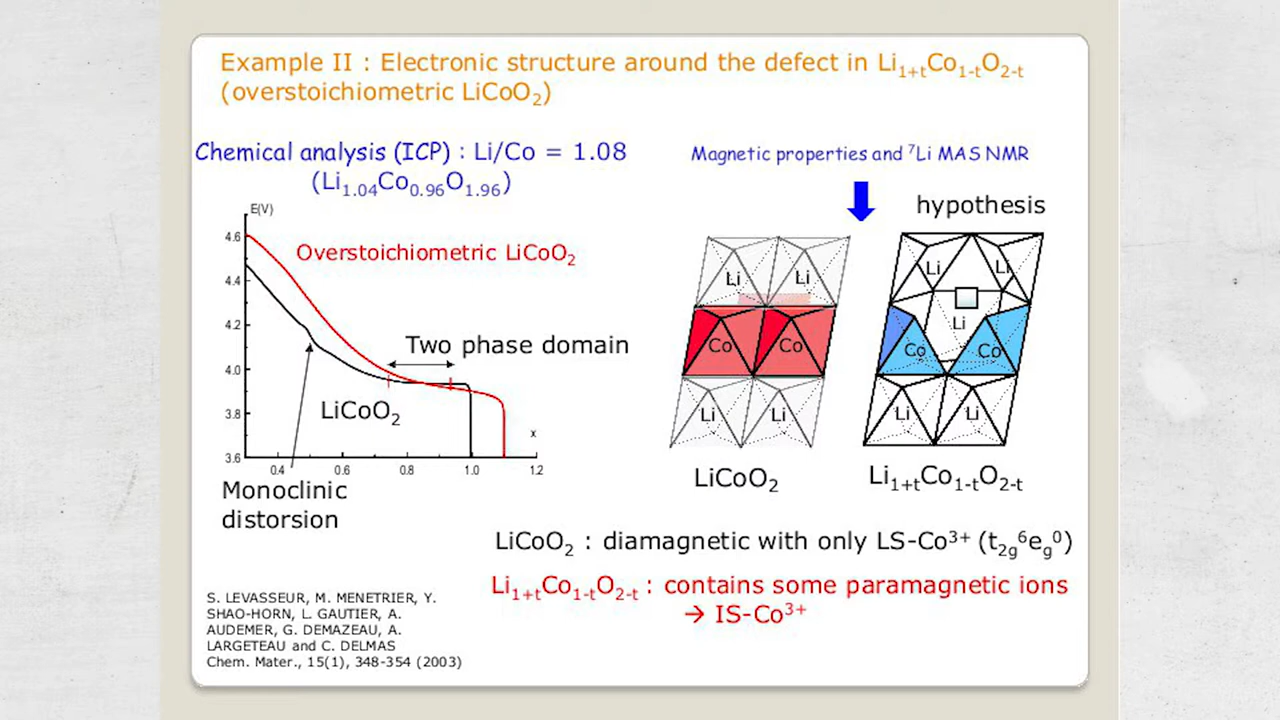 Example II : Electronic structure around the defect in Li₁₊ₜCo₁₋ₜO₂₋ₜ
(overstoichiometric LiCoO₂)
Chemical analysis (ICP) : Li/Co = 1.08
(Li₁.₀₄Co₀.₉₆O₁.₉₆)
E(V)
4.6
4.4
4.2
4.0
3.8
3.6
0.4
0.6
0.8
1.0
1.2
x
Overstoichiometric LiCoO₂
Two phase domain
LiCoO₂
Monoclinic
distorsion
Magnetic properties and ⁷Li MAS NMR
hypothesis
Li Li
Co Co
Li Li
LiCoO₂
Li Li
Li
Co Co
Li Li
Li₁₊ₜCo₁₋ₜO₂₋ₜ
LiCoO₂ : diamagnetic with only LS-Co³⁺ (t₂g⁶eg⁰)
Li₁₊ₜCo₁₋ₜO₂₋ₜ : contains some paramagnetic ions
→ IS-Co³⁺
S. LEVASSEUR, M. MENETRIER, Y.
SHAO-HORN, L. GAUTIER, A.
AUDEMER, G. DEMAZEAU, A.
LARGETEAU and C. DELMAS
Chem. Mater., 15(1), 348-354 (2003)